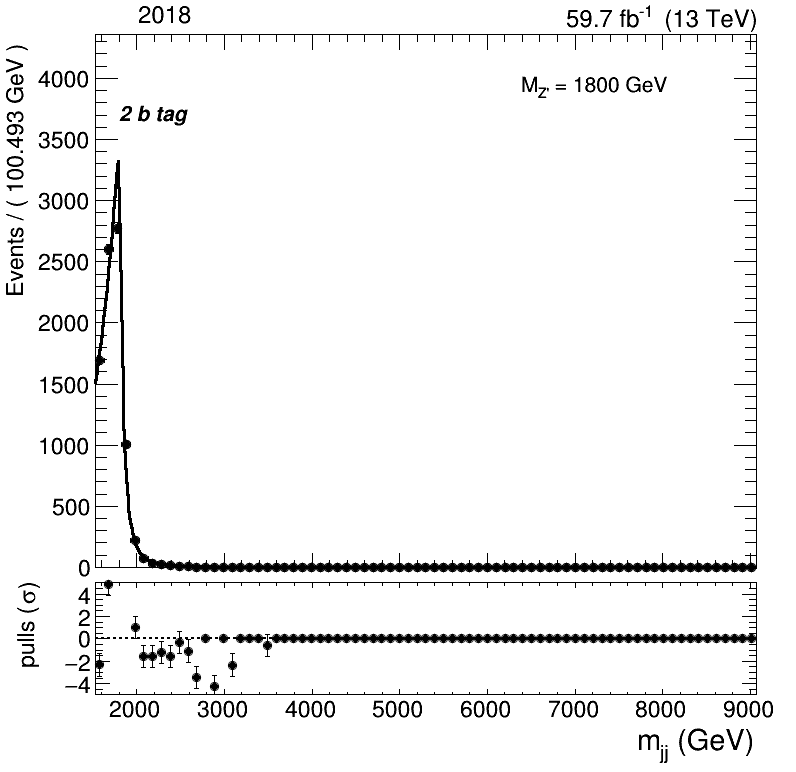 2018 59.7 fb⁻¹ (13 TeV)
Events / ( 100.493 GeV )
4000
3500
3000
2500
2000
1500
1000
500
0
2 b tag
M_Z' = 1800 GeV
pulls (σ)
4
2
0
−2
−4
2000 3000 4000 5000 6000 7000 8000 9000
m_jj (GeV)